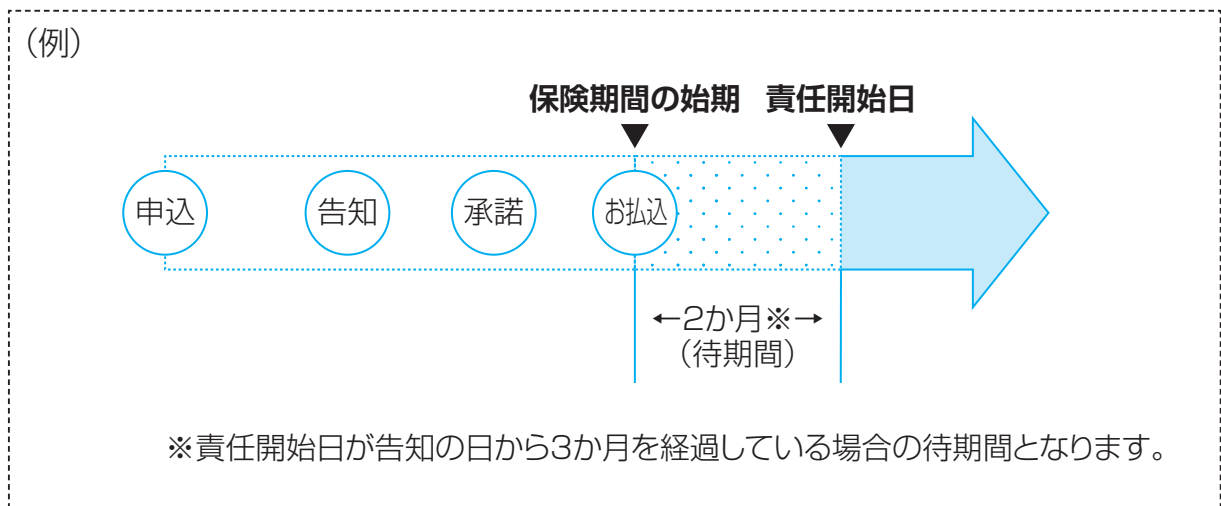 （例）
保険期間の始期 責任開始日
▼ ▼
申込 告知 承諾 お払込
←2か月※→
（待期間）
※責任開始日が告知の日から3か月を経過している場合の待期間となります。